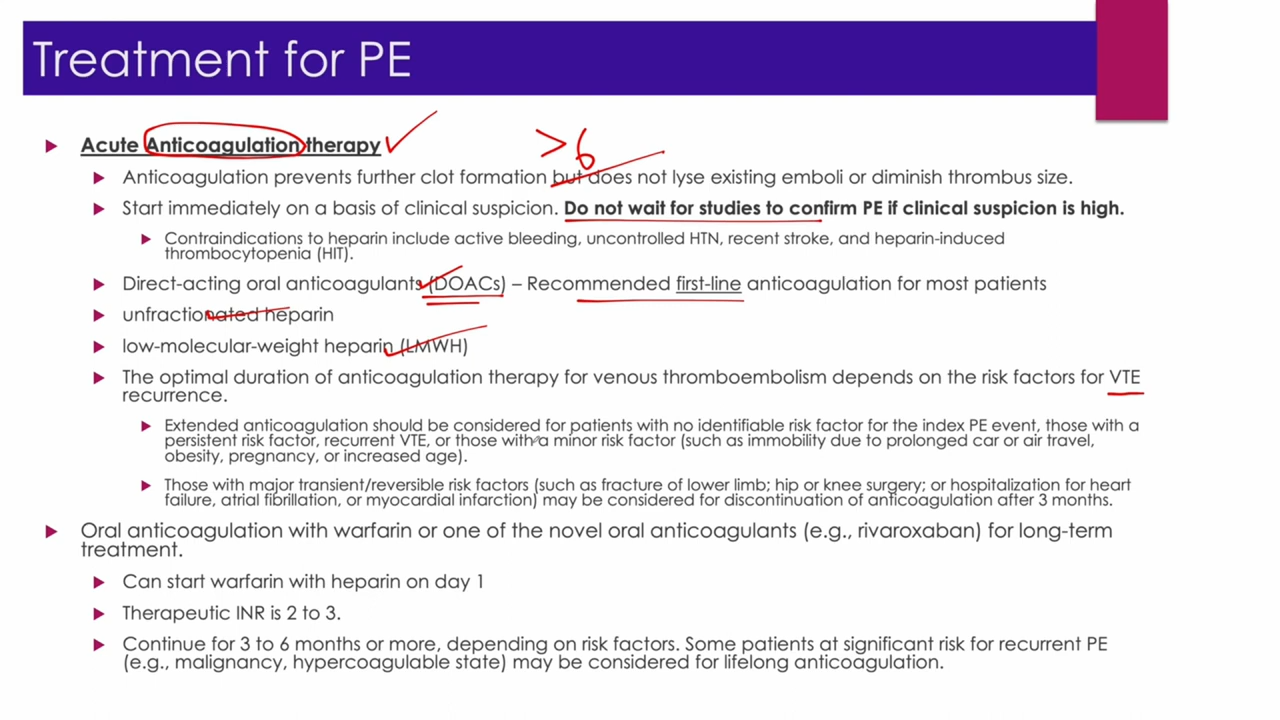 Treatment for PE
Acute Anticoagulation therapy
>6
Anticoagulation prevents further clot formation but does not lyse existing emboli or diminish thrombus size.
Start immediately on a basis of clinical suspicion. Do not wait for studies to confirm PE if clinical suspicion is high.
Contraindications to heparin include active bleeding, uncontrolled HTN, recent stroke, and heparin-induced
thrombocytopenia (HIT).
Direct-acting oral anticoagulants (DOACs) – Recommended first-line anticoagulation for most patients
unfractionated heparin
low-molecular-weight heparin (LMWH)
The optimal duration of anticoagulation therapy for venous thromboembolism depends on the risk factors for VTE
recurrence.
Extended anticoagulation should be considered for patients with no identifiable risk factor for the index PE event, those with a
persistent risk factor, recurrent VTE, or those with a minor risk factor (such as immobility due to prolonged car or air travel,
obesity, pregnancy, or increased age).
Those with major transient/reversible risk factors (such as fracture of lower limb; hip or knee surgery; or hospitalization for heart
failure, atrial fibrillation, or myocardial infarction) may be considered for discontinuation of anticoagulation after 3 months.
Oral anticoagulation with warfarin or one of the novel oral anticoagulants (e.g., rivaroxaban) for long-term
treatment.
Can start warfarin with heparin on day 1
Therapeutic INR is 2 to 3.
Continue for 3 to 6 months or more, depending on risk factors. Some patients at significant risk for recurrent PE
(e.g., malignancy, hypercoagulable state) may be considered for lifelong anticoagulation.